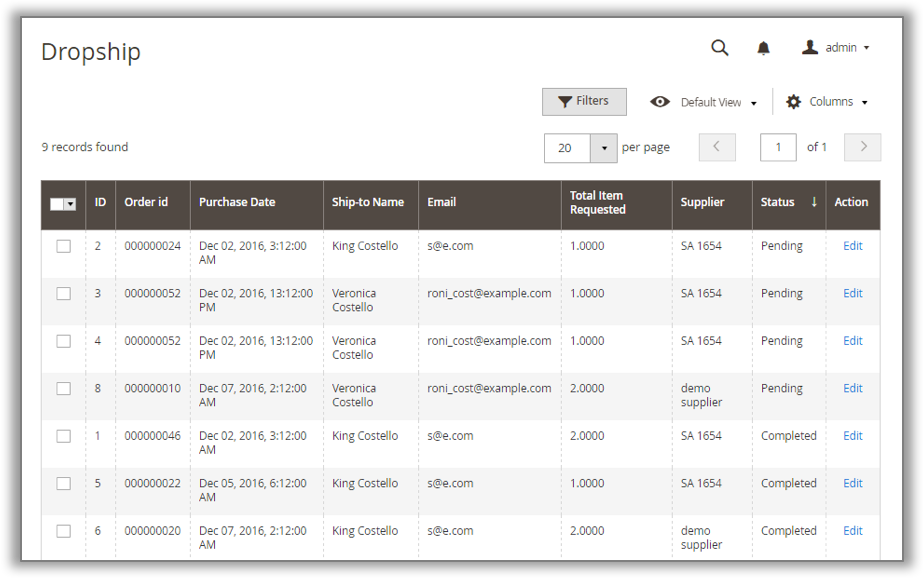 Dropship
admin
Filters
Default View
Columns
9 records found
20
per page
1
of 1
ID
Order id
Purchase Date
Ship-to Name
Email
Total Item
Requested
Supplier
Status ↓
Action
2
000000024
Dec 02, 2016, 3:12:00
AM
King Costello
s@e.com
1.0000
SA 1654
Pending
Edit
3
000000052
Dec 02, 2016, 13:12:00
PM
Veronica
Costello
roni_cost@example.com
1.0000
SA 1654
Pending
Edit
4
000000052
Dec 02, 2016, 13:12:00
PM
Veronica
Costello
roni_cost@example.com
1.0000
SA 1654
Pending
Edit
8
000000010
Dec 07, 2016, 2:12:00
AM
Veronica
Costello
roni_cost@example.com
2.0000
demo
supplier
Pending
Edit
1
000000046
Dec 02, 2016, 3:12:00
AM
King Costello
s@e.com
2.0000
SA 1654
Completed
Edit
5
000000022
Dec 05, 2016, 6:12:00
AM
King Costello
s@e.com
1.0000
SA 1654
Completed
Edit
6
000000020
Dec 07, 2016, 2:12:00
AM
King Costello
s@e.com
2.0000
demo
supplier
Completed
Edit